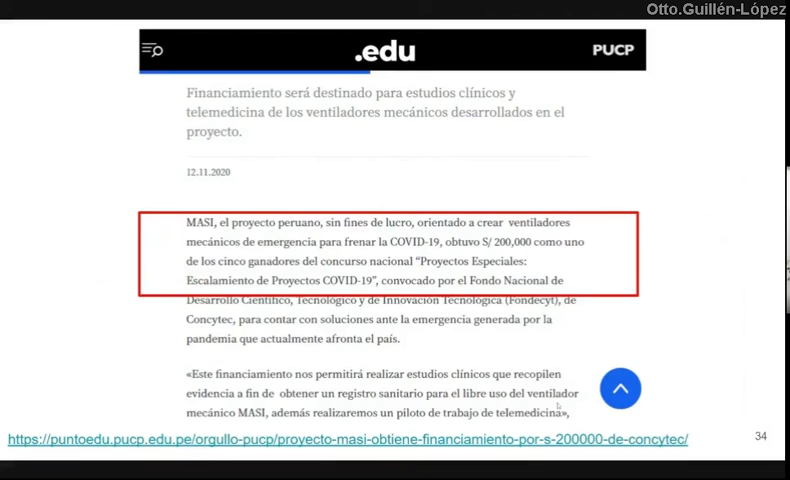 Otto.Guillén-López
.edu
PUCP
Financiamiento será destinado para estudios clínicos y
telemedicina de los ventiladores mecánicos desarrollados en el
proyecto.
12.11.2020
MASI, el proyecto peruano, sin fines de lucro, orientado a crear ventiladores
mecánicos de emergencia para frenar la COVID-19, obtuvo S/ 200,000 como uno
de los cinco ganadores del concurso nacional “Proyectos Especiales:
Escalamiento de Proyectos COVID-19”, convocado por el Fondo Nacional de
Desarrollo Científico, Tecnológico y de Innovación Tecnológica (Fondecyt), de
Concytec, para contar con soluciones ante la emergencia generada por la
pandemia que actualmente afronta el país.
«Este financiamiento nos permitirá realizar estudios clínicos que recopilen
evidencia a fin de obtener un registro sanitario para el libre uso del ventilador
mecánico MASI, además realizaremos un piloto de trabajo de telemedicina»,
https://puntoedu.pucp.edu.pe/orgullo-pucp/proyecto-masi-obtiene-financiamiento-por-s-200000-de-concytec/
34